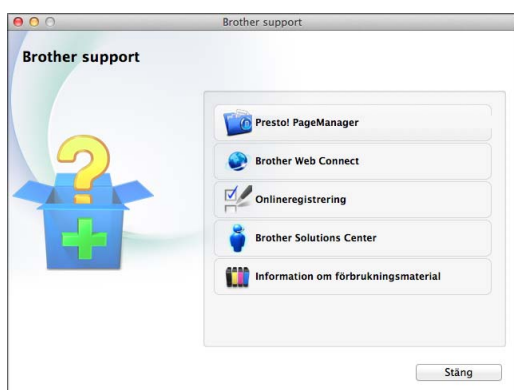 Brother support
Brother support
Presto! PageManager
Brother Web Connect
Onlineregistrering
Brother Solutions Center
Information om förbrukningsmaterial
Stäng